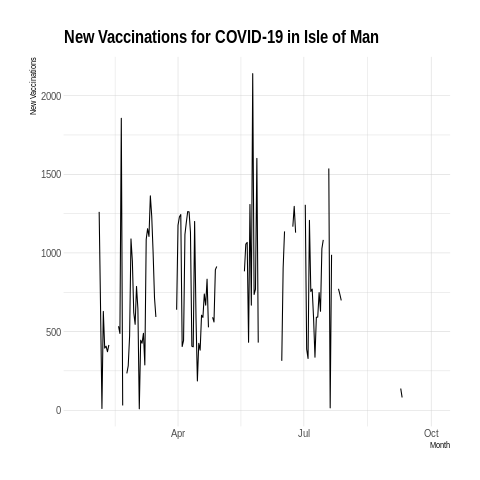 New Vaccinations for COVID-19 in Isle of Man
New Vaccinations
2000
1500
1000
500
0
Apr
Jul
Oct
Month